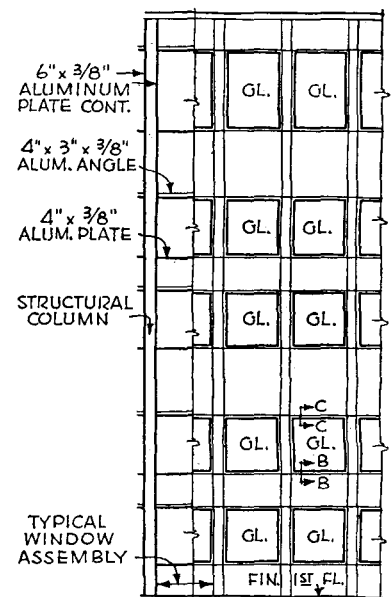 6" x 3/8"
ALUMINUM
PLATE CONT.
GL. GL.
4" x 3" x 3/8"
ALUM. ANGLE
4" x 3/8"
ALUM. PLATE
GL. GL.
STRUCTURAL
COLUMN
GL. GL.
C
C
GL. GL.
B
B
TYPICAL
WINDOW
ASSEMBLY
GL. GL.
FIN. 1ST FL.